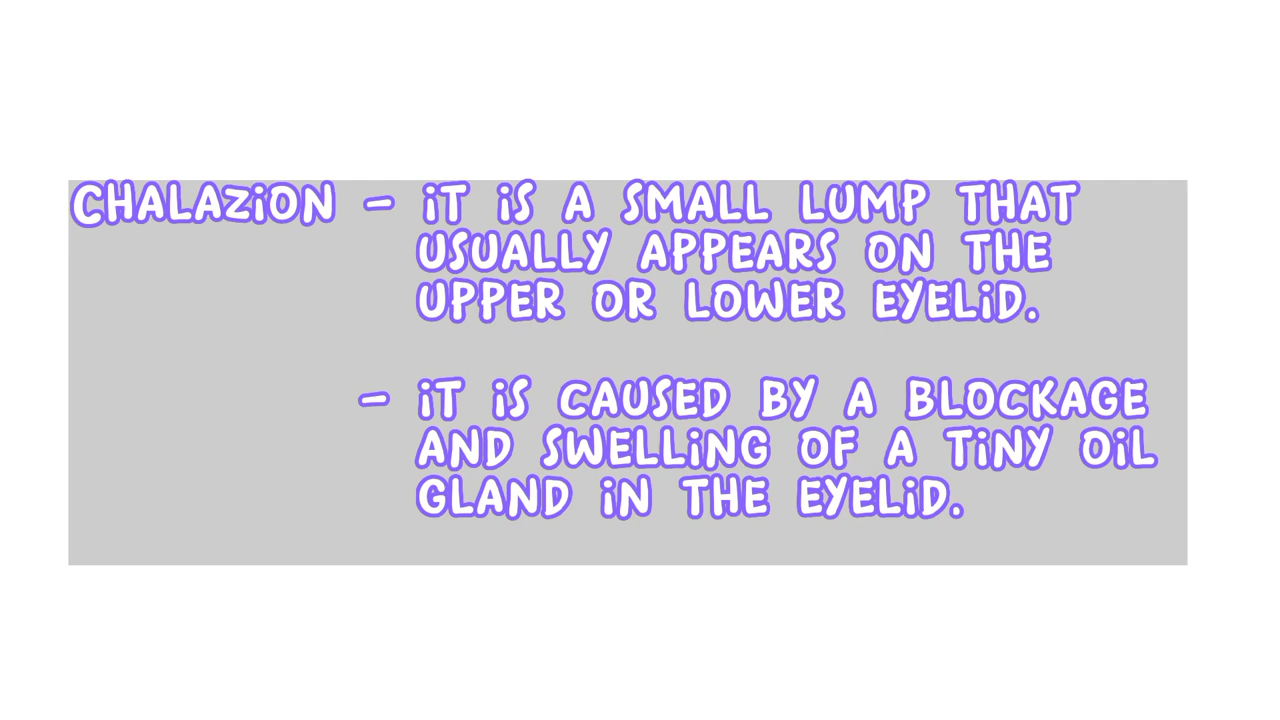 CHALAZiON - iT iS A SMALL LUMP THAT
USUALLY APPEARS ON THE
UPPER OR LOWER EYELiD.
- iT iS CAUSED BY A BLOCKAGE
AND SWELLiNG OF A TiNY OiL
GLAND iN THE EYELiD.